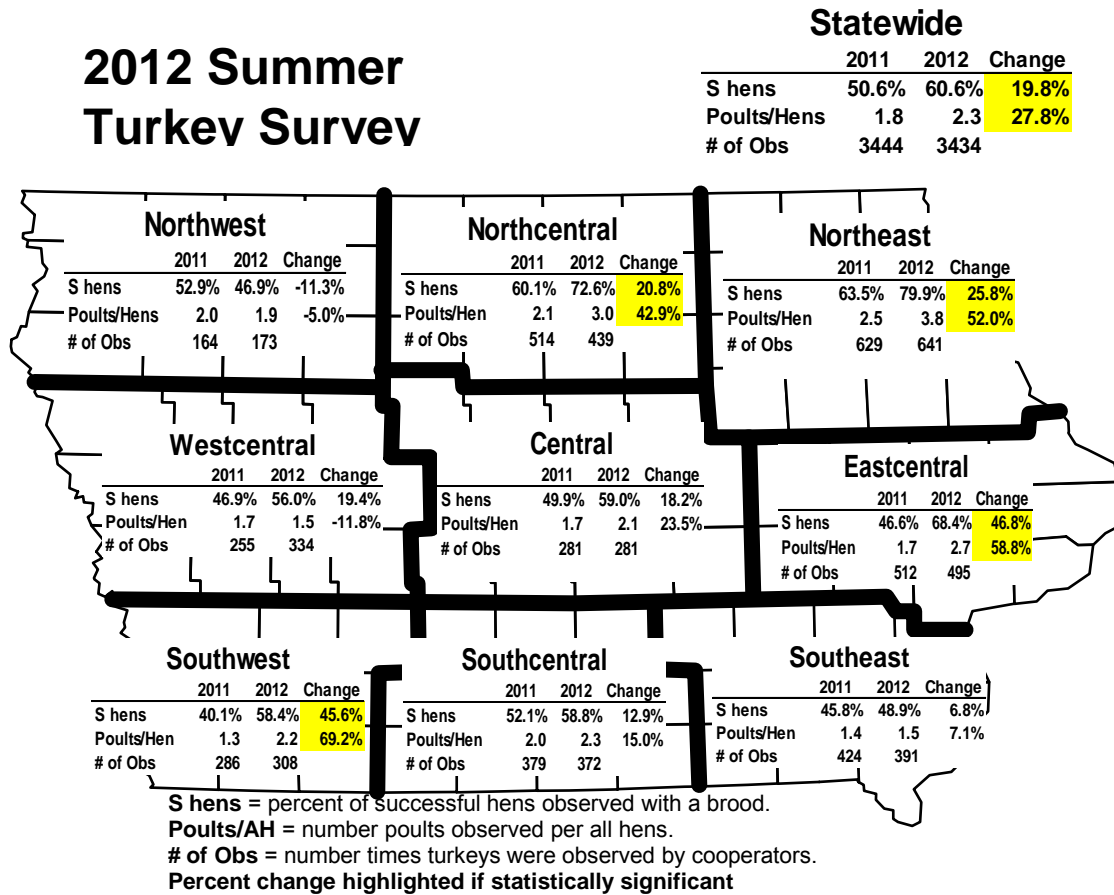 2012 Summer
Turkey Survey
Statewide
2011 2012 Change
S hens 50.6% 60.6% 19.8%
Poults/Hens 1.8 2.3 27.8%
# of Obs 3444 3434
Northwest
2011 2012 Change
S hens 52.9% 46.9% -11.3%
Poults/Hens 2.0 1.9 -5.0%
# of Obs 164 173
Northcentral
2011 2012 Change
S hens 60.1% 72.6% 20.8%
Poults/Hen 2.1 3.0 42.9%
# of Obs 514 439
Northeast
2011 2012 Change
S hens 63.5% 79.9% 25.8%
Poults/Hens 2.5 3.8 52.0%
# of Obs 629 641
Westcentral
2011 2012 Change
S hens 46.9% 56.0% 19.4%
Poults/Hen 1.7 1.5 -11.8%
# of Obs 255 334
Central
2011 2012 Change
S hens 49.9% 59.0% 18.2%
Poults/Hen 1.7 2.1 23.5%
# of Obs 281 281
Eastcentral
2011 2012 Change
S hens 46.6% 68.4% 46.8%
Poults/Hen 1.7 2.7 58.8%
# of Obs 512 495
Southwest
2011 2012 Change
S hens 40.1% 58.4% 45.6%
Poults/Hen 1.3 2.2 69.2%
# of Obs 286 308
Southcentral
2011 2012 Change
S hens 52.1% 58.8% 12.9%
Poults/Hen 2.0 2.3 15.0%
# of Obs 379 372
Southeast
2011 2012 Change
S hens 45.8% 48.9% 6.8%
Poults/Hen 1.4 1.5 7.1%
# of Obs 424 391
S hens = percent of successful hens observed with a brood.
Poults/AH = number poults observed per all hens.
# of Obs = number times turkeys were observed by cooperators.
Percent change highlighted if statistically significant